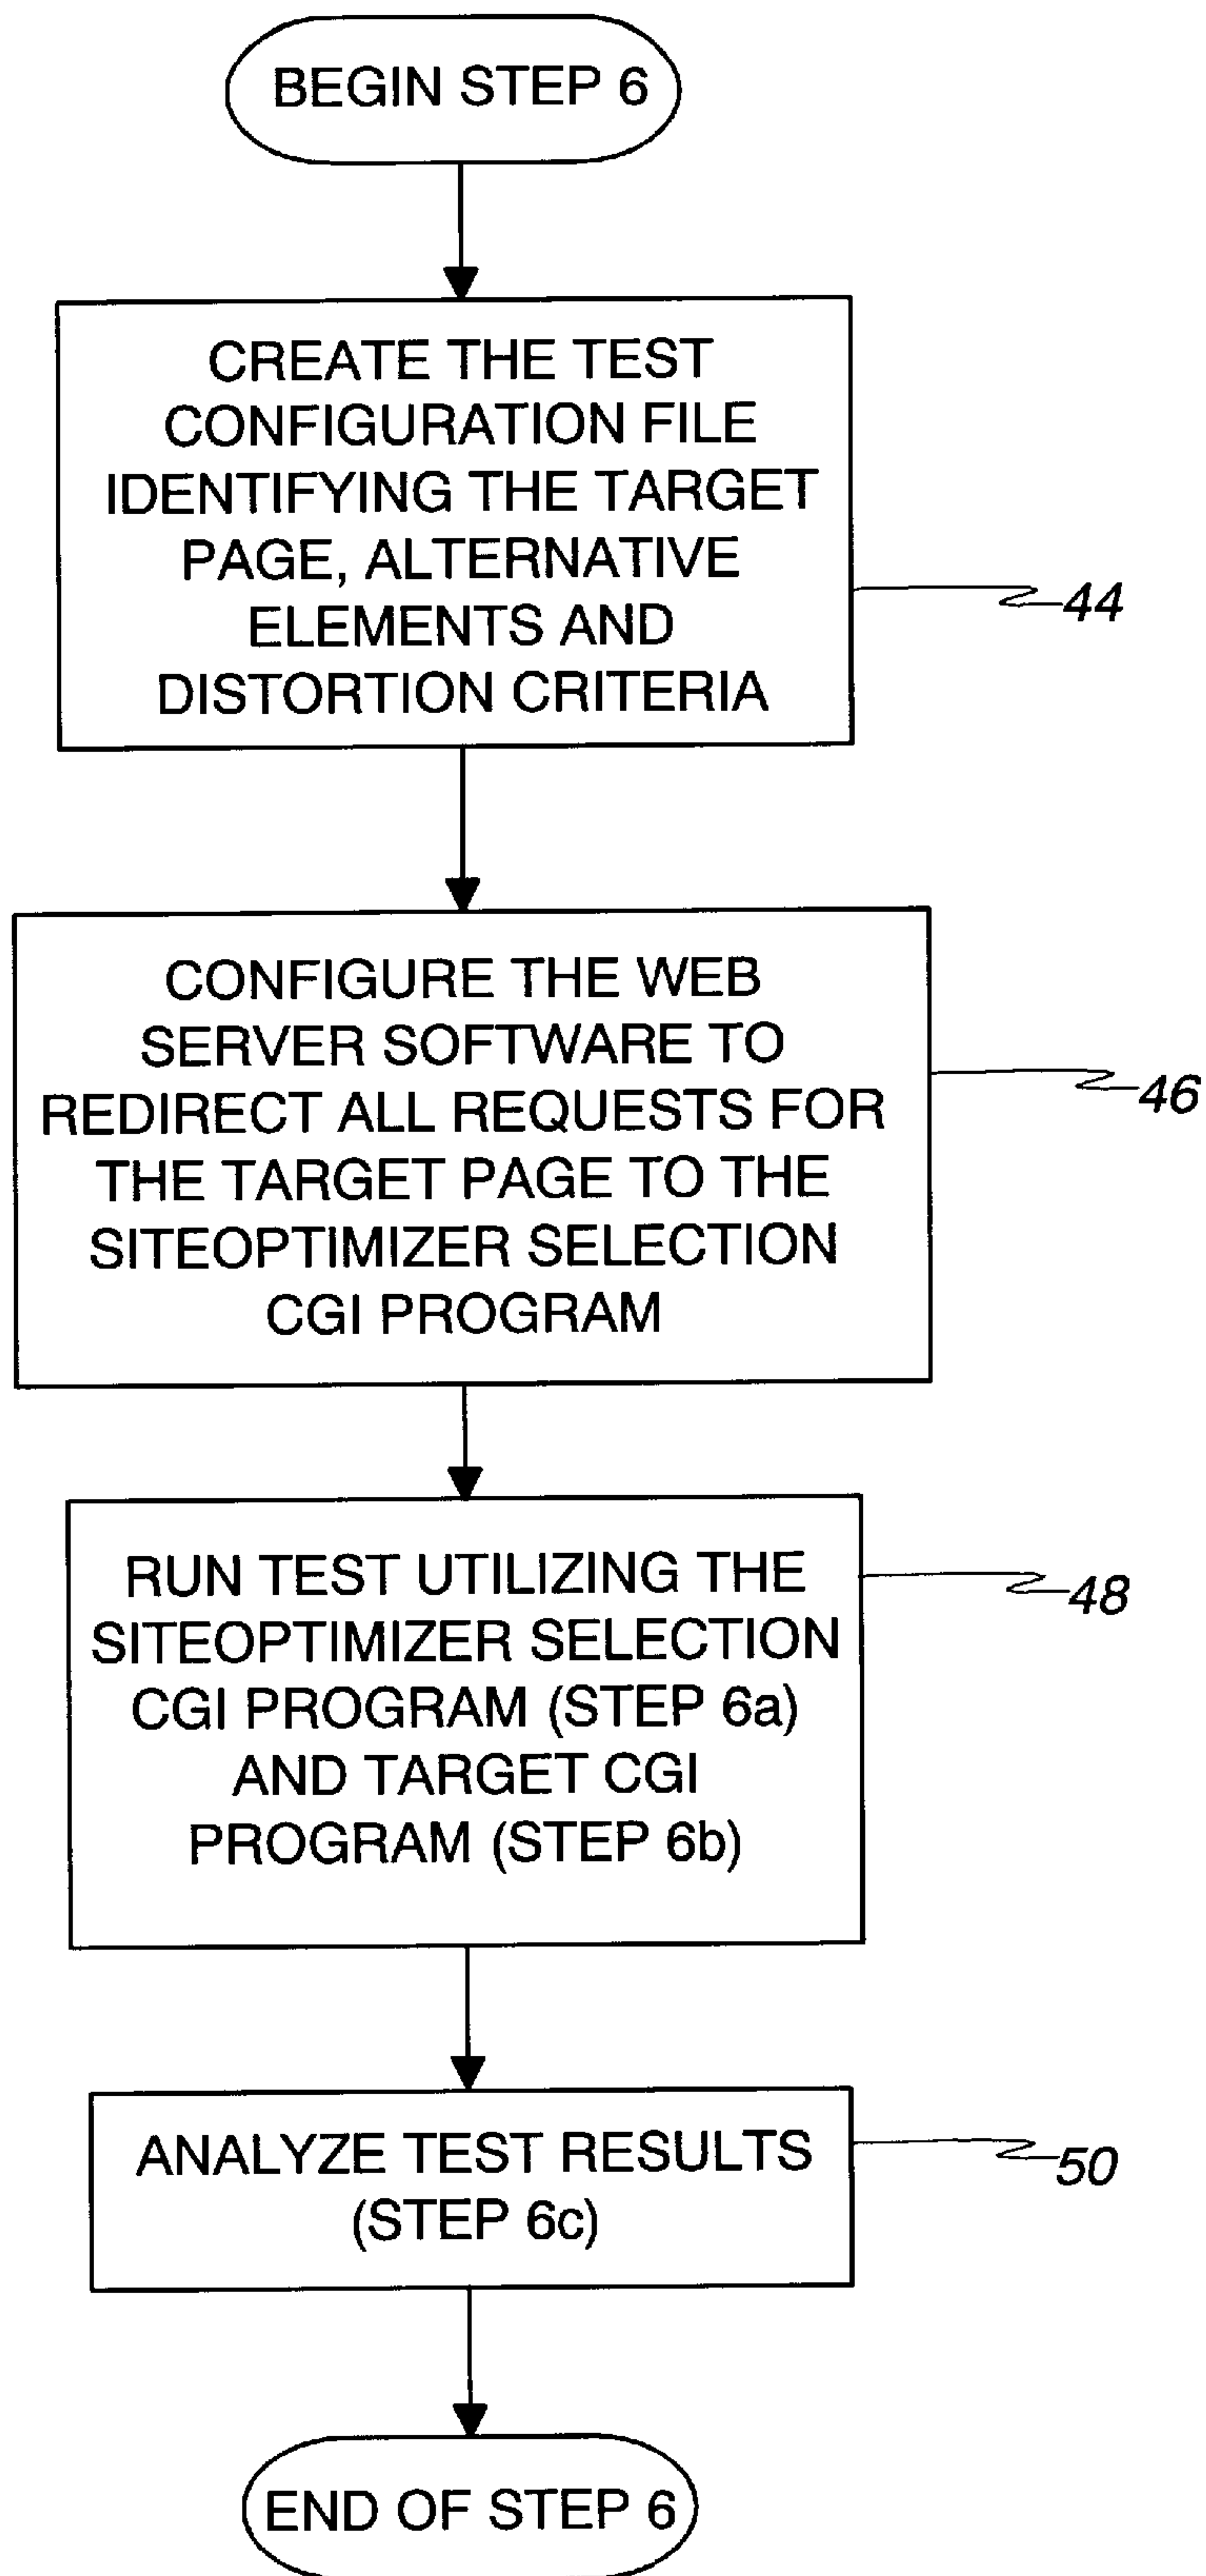 BEGIN STEP 6
CREATE THE TEST
CONFIGURATION FILE
IDENTIFYING THE TARGET
PAGE, ALTERNATIVE
ELEMENTS AND
DISTORTION CRITERIA
44
CONFIGURE THE WEB
SERVER SOFTWARE TO
REDIRECT ALL REQUESTS FOR
THE TARGET PAGE TO THE
SITEOPTIMIZER SELECTION
CGI PROGRAM
46
RUN TEST UTILIZING THE
SITEOPTIMIZER SELECTION
CGI PROGRAM (STEP 6a)
AND TARGET CGI
PROGRAM (STEP 6b)
48
ANALYZE TEST RESULTS
(STEP 6c)
50
END OF STEP 6